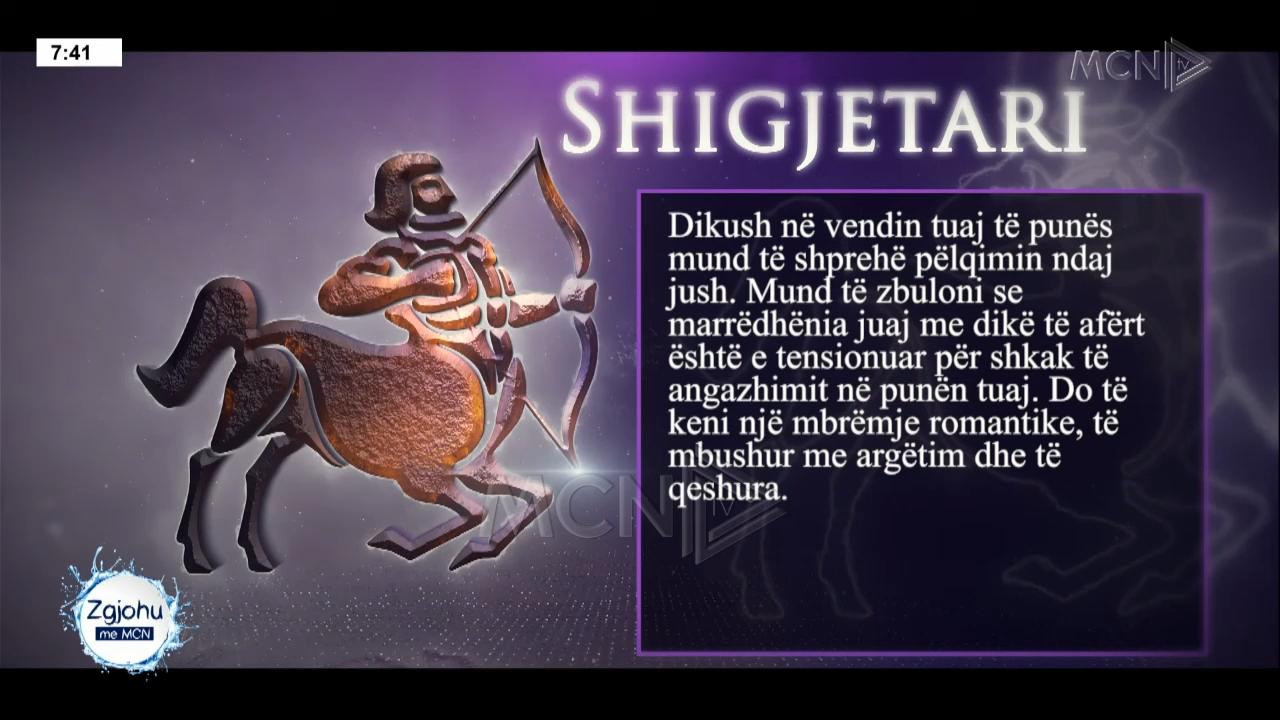 7:41
MCN TV
SHIGJETARI
Dikush në vendin tuaj të punës
mund të shprehë pëlqimin ndaj
jush. Mund të zbuloni se
marrëdhënia juaj me dikë të afërt
është e tensionuar për shkak të
angazhimit në punën tuaj. Do të
keni një mbrëmje romantike, të
mbushur me argëtim dhe të
qeshura.
MCN TV
Zgjohu
me MCN